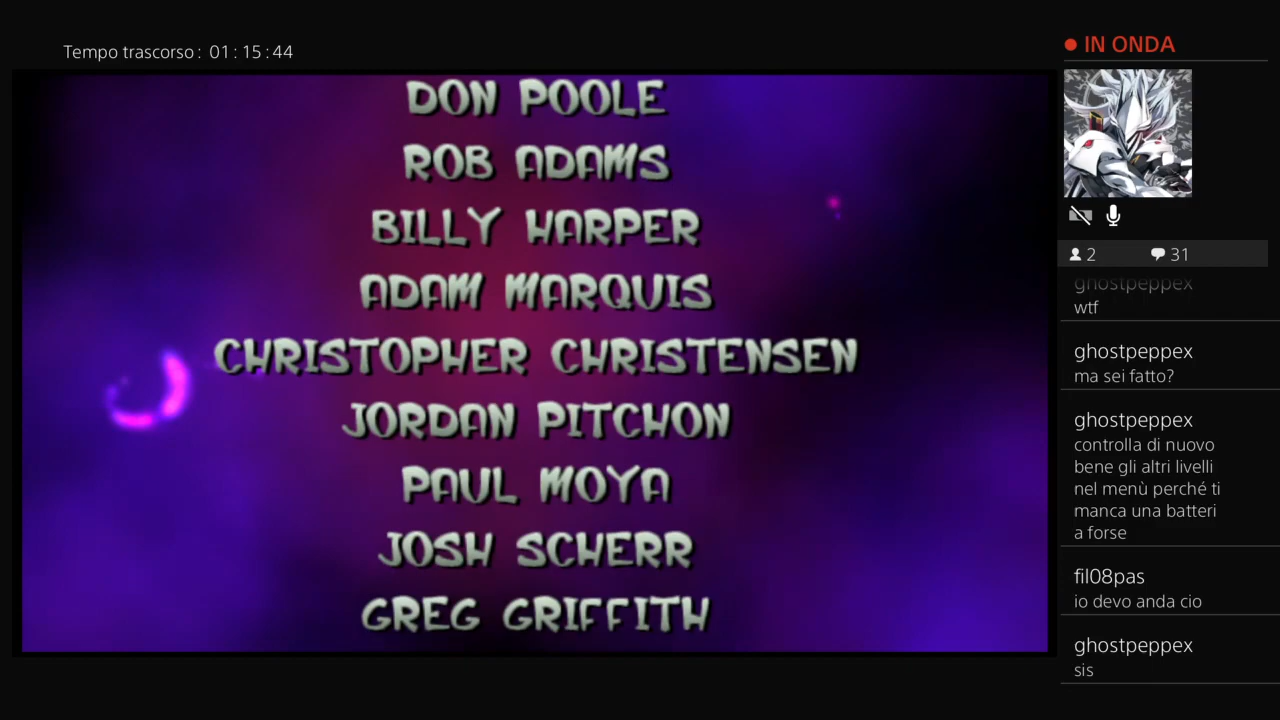 Tempo trascorso: 01:15:44
DON POOLE
ROB ADAMS
BILLY HARPER
ADAM MARQUIS
CHRISTOPHER CHRISTENSEN
JORDAN PITCHON
PAUL MOYA
JOSH SCHERR
GREG GRIFFITH
IN ONDA
2
31
ghostpeppex
wtf
ghostpeppex
ma sei fatto?
ghostpeppex
controlla di nuovo
bene gli altri livelli
nel menù perché ti
manca una batteri
a forse
fil08pas
io devo anda cio
ghostpeppex
sis